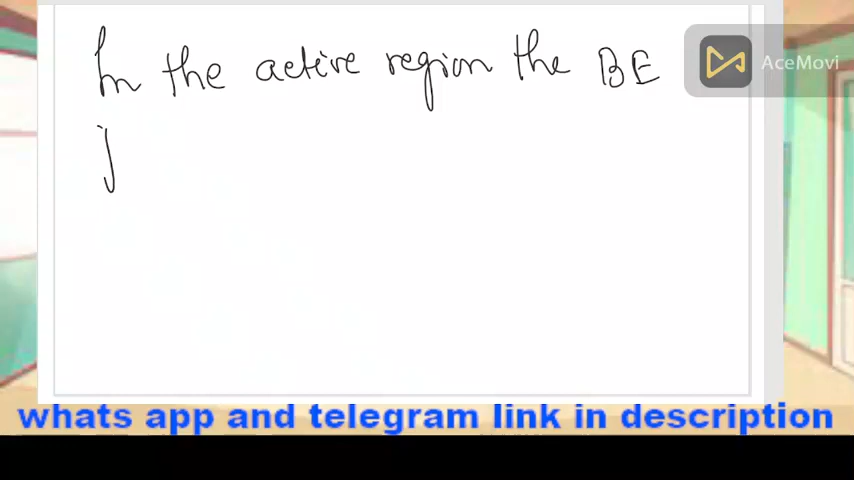 In the active region the BE
AceMovi
j
whats app and telegram link in description